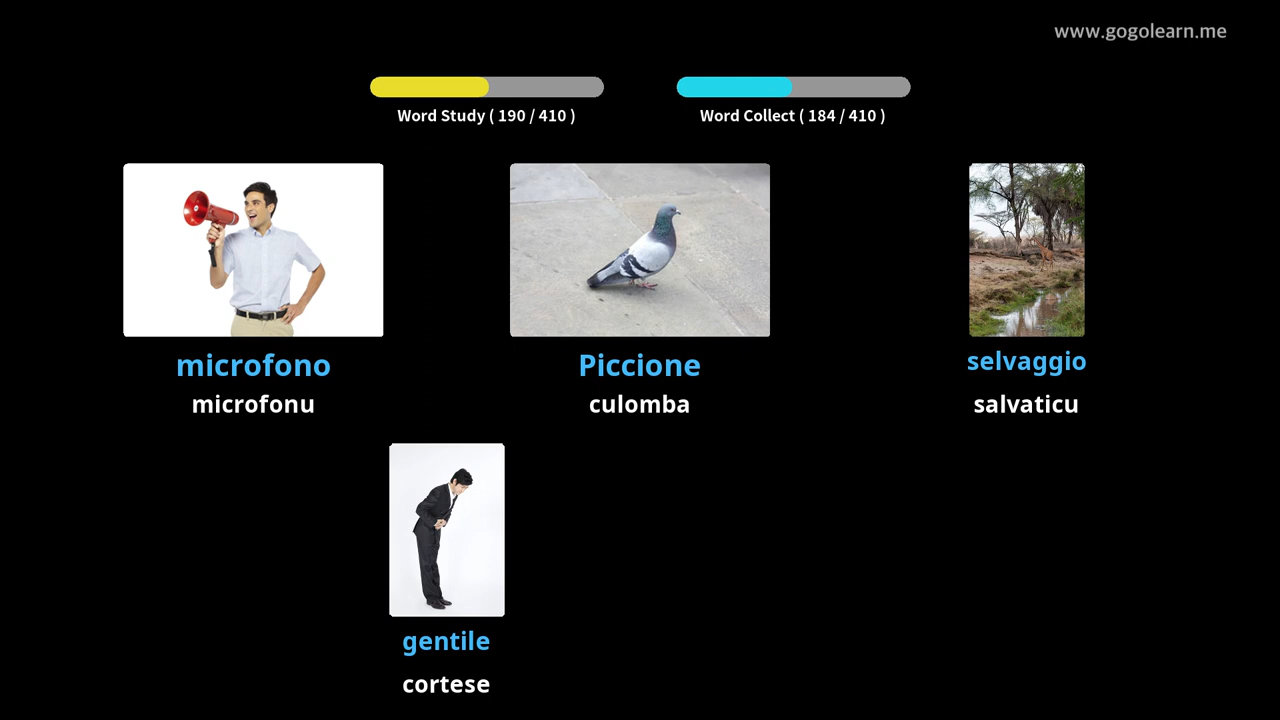 www.gogolearn.me
Word Study ( 190 / 410 )
Word Collect ( 184 / 410 )
microfono
microfonu
Piccione
culomba
selvaggio
salvaticu
gentile
cortese